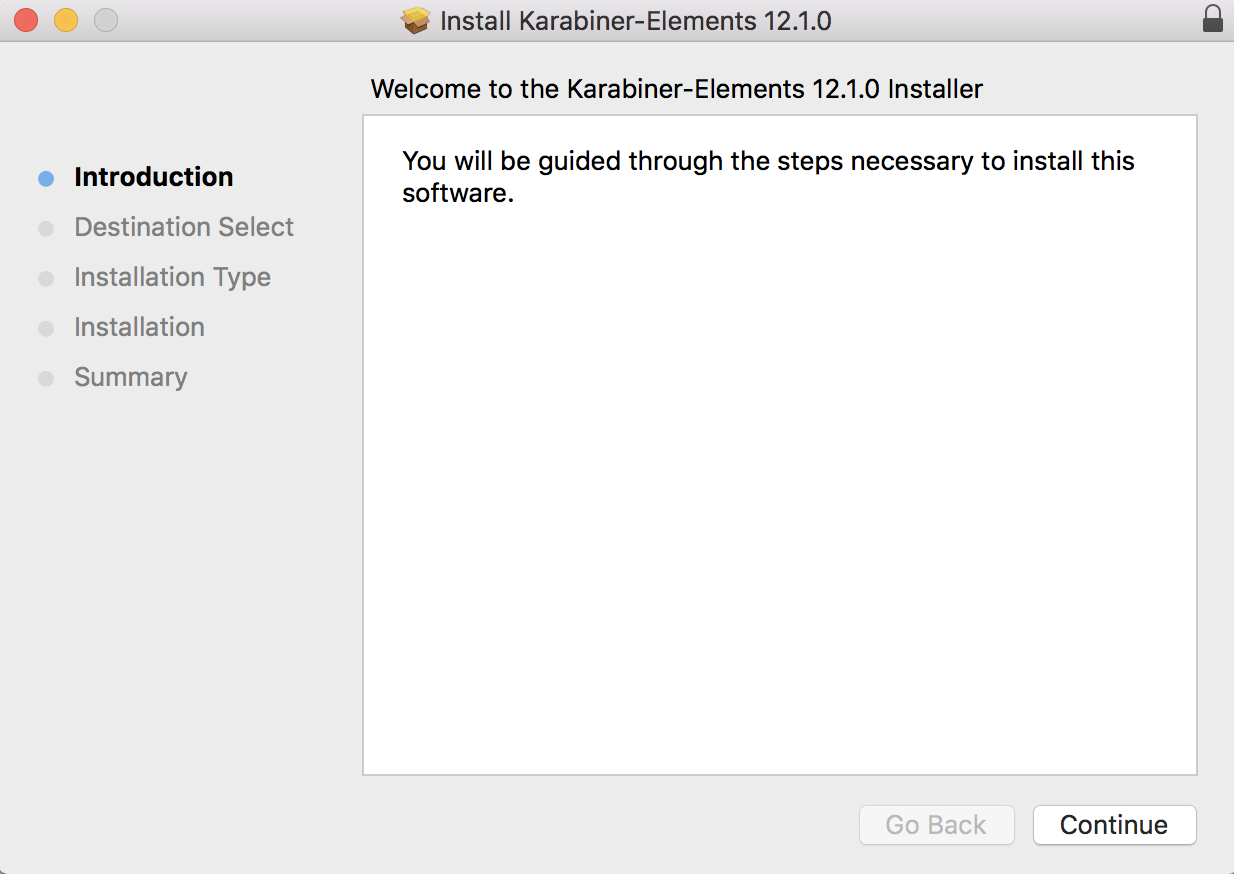 Install Karabiner-Elements 12.1.0
Welcome to the Karabiner-Elements 12.1.0 Installer
Introduction
Destination Select
Installation Type
Installation
Summary
You will be guided through the steps necessary to install this
software.
Go Back
Continue